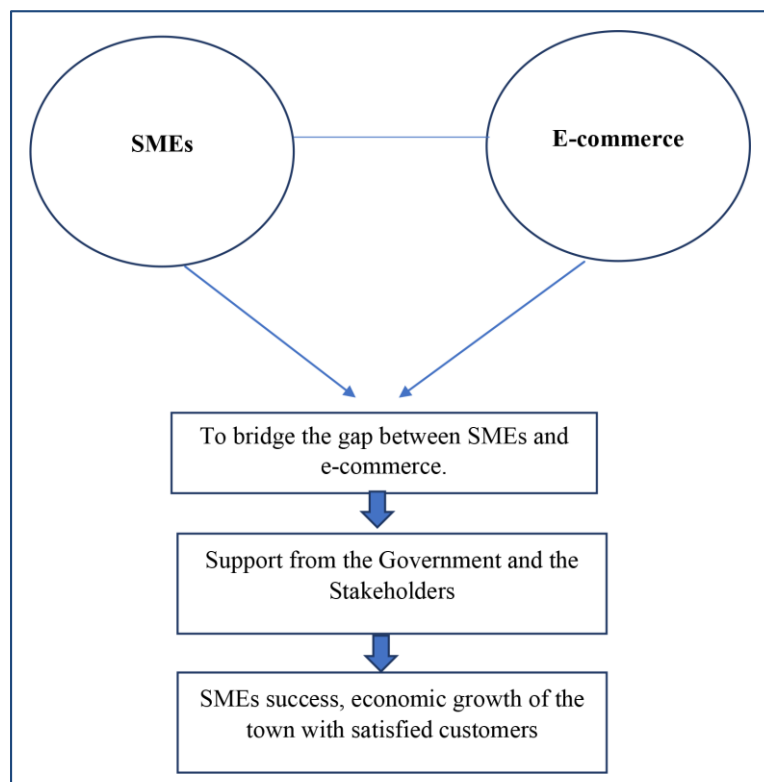 SMEs
E-commerce
To bridge the gap between SMEs and
e-commerce.
Support from the Government and the
Stakeholders
SMEs success, economic growth of the
town with satisfied customers